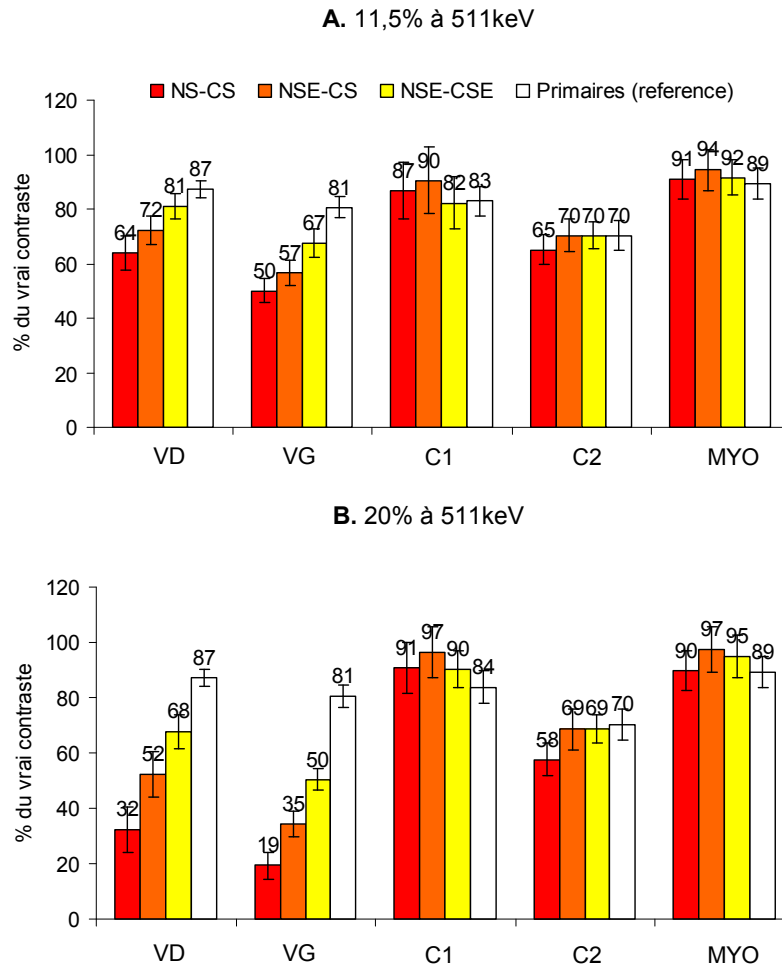 A. 11,5% à 511keV
NS-CS NSE-CS NSE-CSE Primaires (reference)
% du vrai contraste
120
100
80
60
40
20
0
64 72 81 87
50 57 67 81
87 90 82 83
65 70 70 70
91 94 92 89
VD VG C1 C2 MYO
B. 20% à 511keV
% du vrai contraste
120
100
80
60
40
20
0
32 52 68 87
19 35 50 81
91 97 90 84
58 69 69 70
90 97 95 89
VD VG C1 C2 MYO